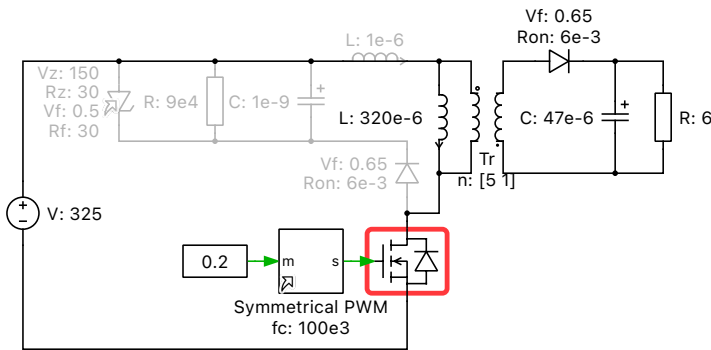 Vf: 0.65
Ron: 6e-3
L: 1e-6
Vz: 150
Rz: 30
Vf: 0.5
Rf: 30
R: 9e4
C: 1e-9
L: 320e-6
C: 47e-6
R: 6
Tr
n: [5 1]
Vf: 0.65
Ron: 6e-3
V: 325
0.2
m
s
Symmetrical PWM
fc: 100e3